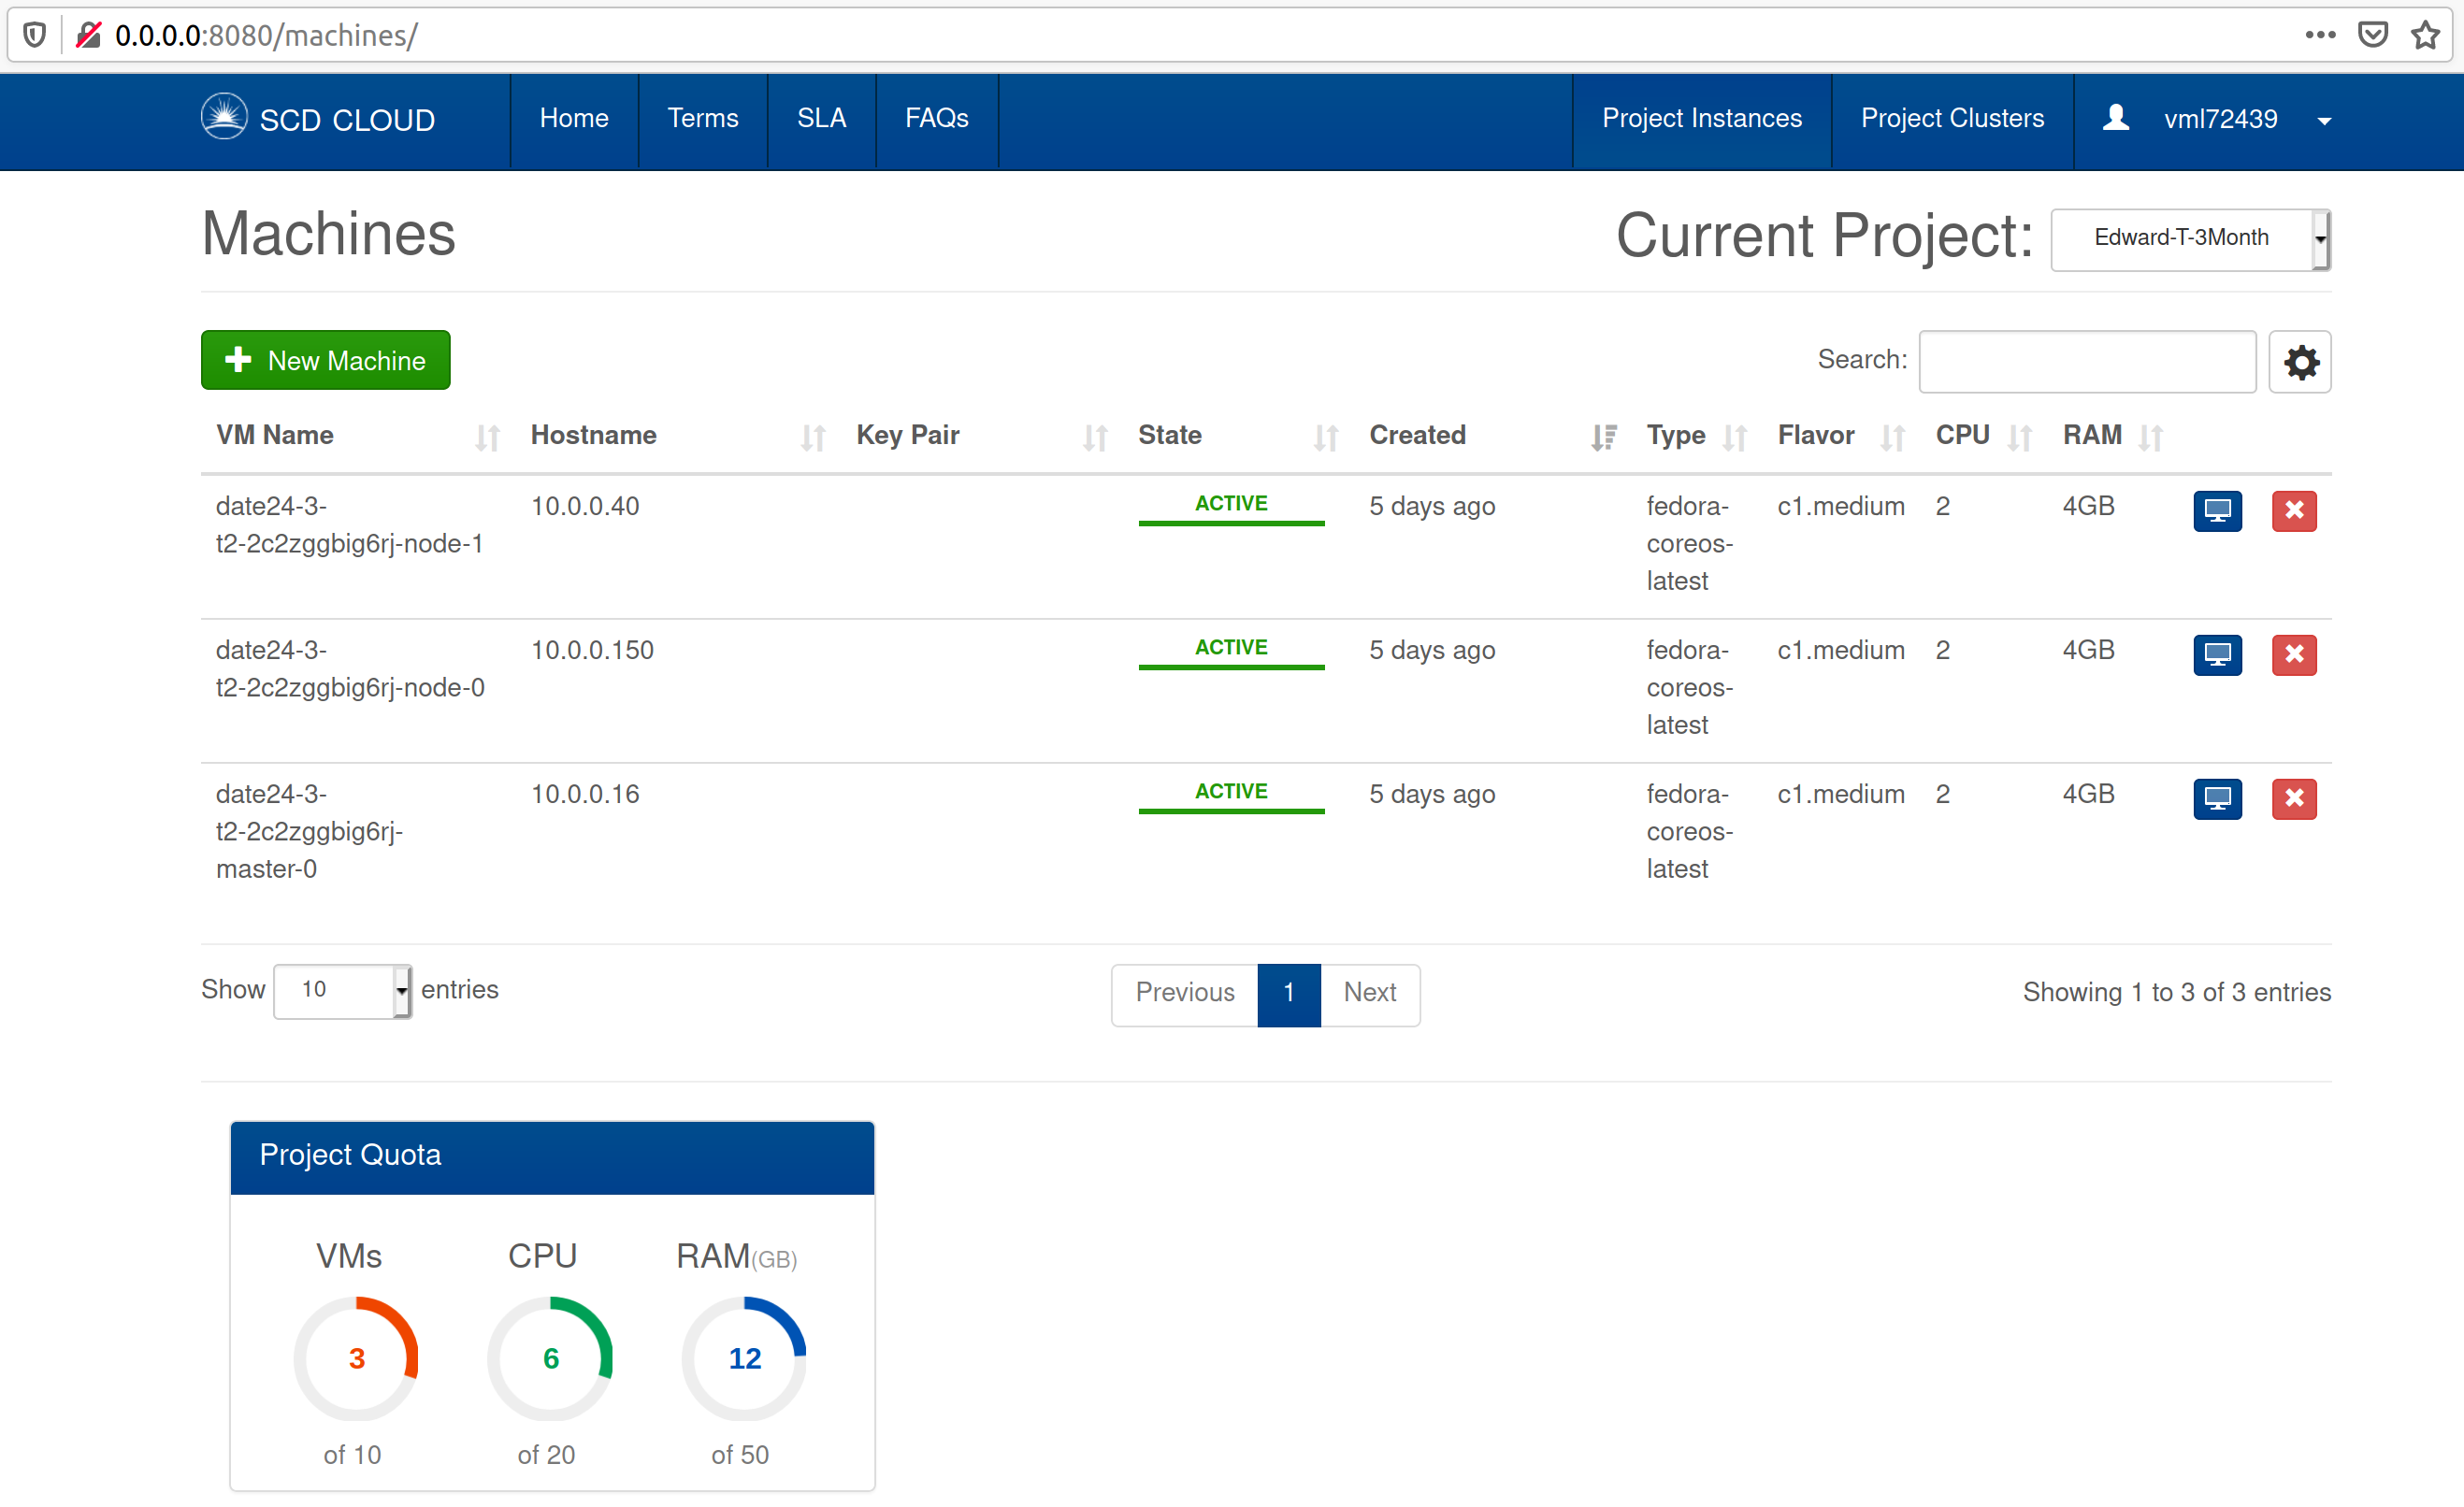 0.0.0.0:8080/machines/
SCD CLOUD Home Terms SLA FAQs Project Instances Project Clusters vml72439
Machines Current Project: Edward-T-3Month
New Machine Search:
VM Name Hostname Key Pair State Created Type Flavor CPU RAM
date24-3- 10.0.0.40 ACTIVE 5 days ago fedora- c1.medium 2 4GB
t2-2c2zggbig6rj-node-1 coreos-
latest
date24-3- 10.0.0.150 ACTIVE 5 days ago fedora- c1.medium 2 4GB
t2-2c2zggbig6rj-node-0 coreos-
latest
date24-3- 10.0.0.16 ACTIVE 5 days ago fedora- c1.medium 2 4GB
t2-2c2zggbig6rj- coreos-
master-0 latest
Show 10 entries Previous 1 Next Showing 1 to 3 of 3 entries
Project Quota
VMs CPU RAM(GB)
3 6 12
of 10 of 20 of 50